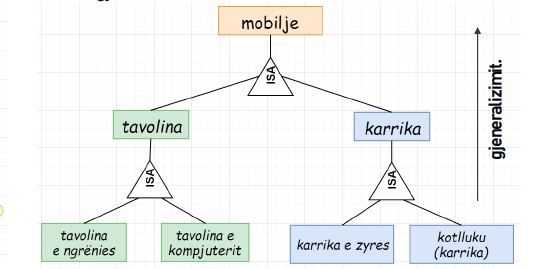 mobilje
ISA
tavolina
karrika
gjeneralizimit.
ISA
ISA
tavolina
e ngrënies
tavolina e
kompjuterit
karrika e zyres
kotlluku
(karrika)